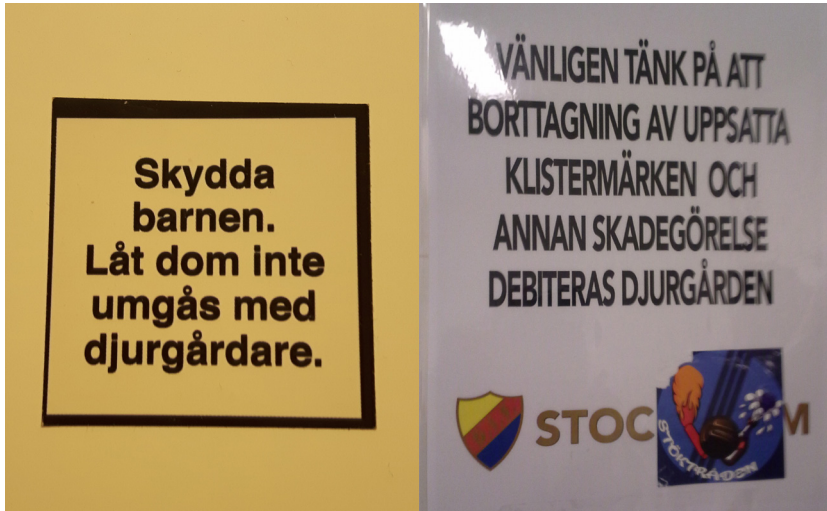 Skydda
barnen.
Låt dom inte
umgås med
djurgårdare.
VÄNLIGEN TÄNK PÅ ATT
BORTTAGNING AV UPPSATTA
KLISTERMÄRKEN OCH
ANNAN SKADEGÖRELSE
DEBITERAS DJURGÅRDEN
STOC M
STÖKTRÅDEN